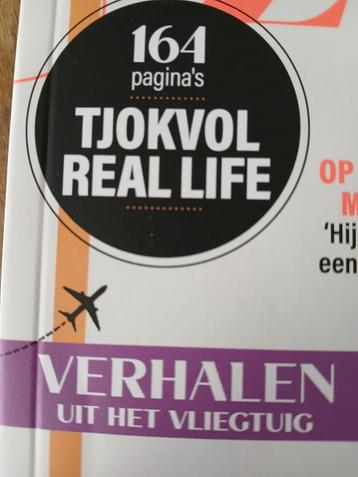 164
pagina's
TJOKVOL
REAL LIFE
OP
'Hij
een
VERHALEN
UIT HET VLIEGTUIG